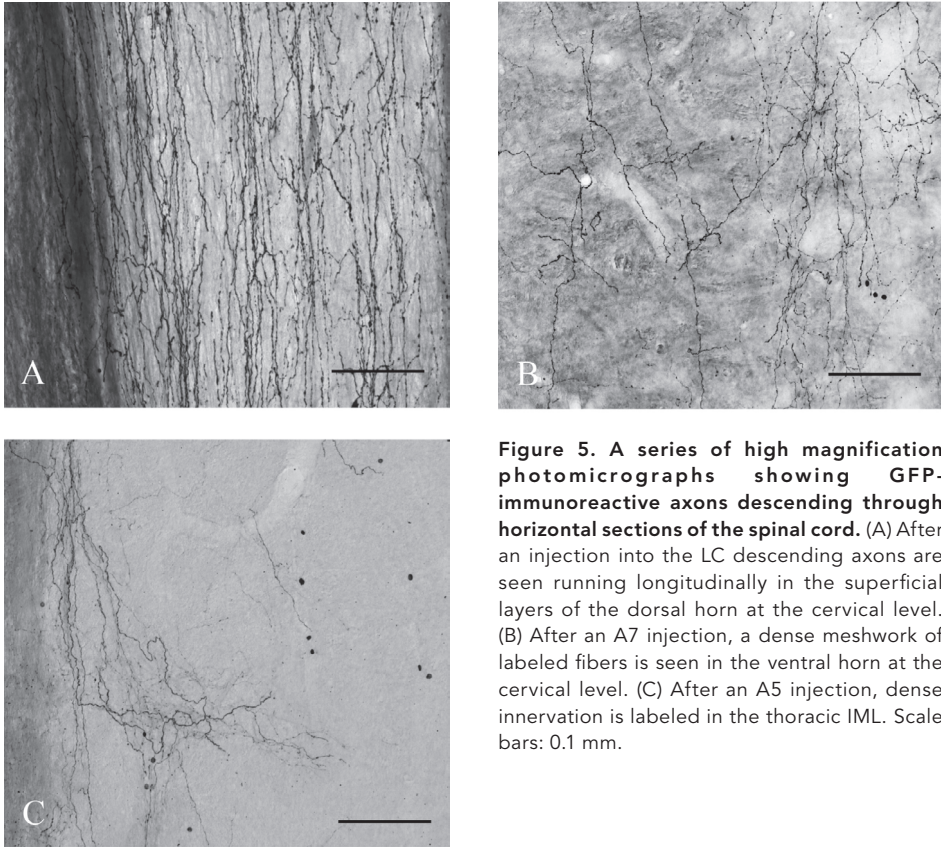 A
B
Figure 5. A series of high magnification
photomicrographs showing GFP-
immunoreactive axons descending through
horizontal sections of the spinal cord. (A) After
an injection into the LC descending axons are
seen running longitudinally in the superficial
layers of the dorsal horn at the cervical level.
(B) After an A7 injection, a dense meshwork of
labeled fibers is seen in the ventral horn at the
cervical level. (C) After an A5 injection, dense
innervation is labeled in the thoracic IML. Scale
bars: 0.1 mm.
C